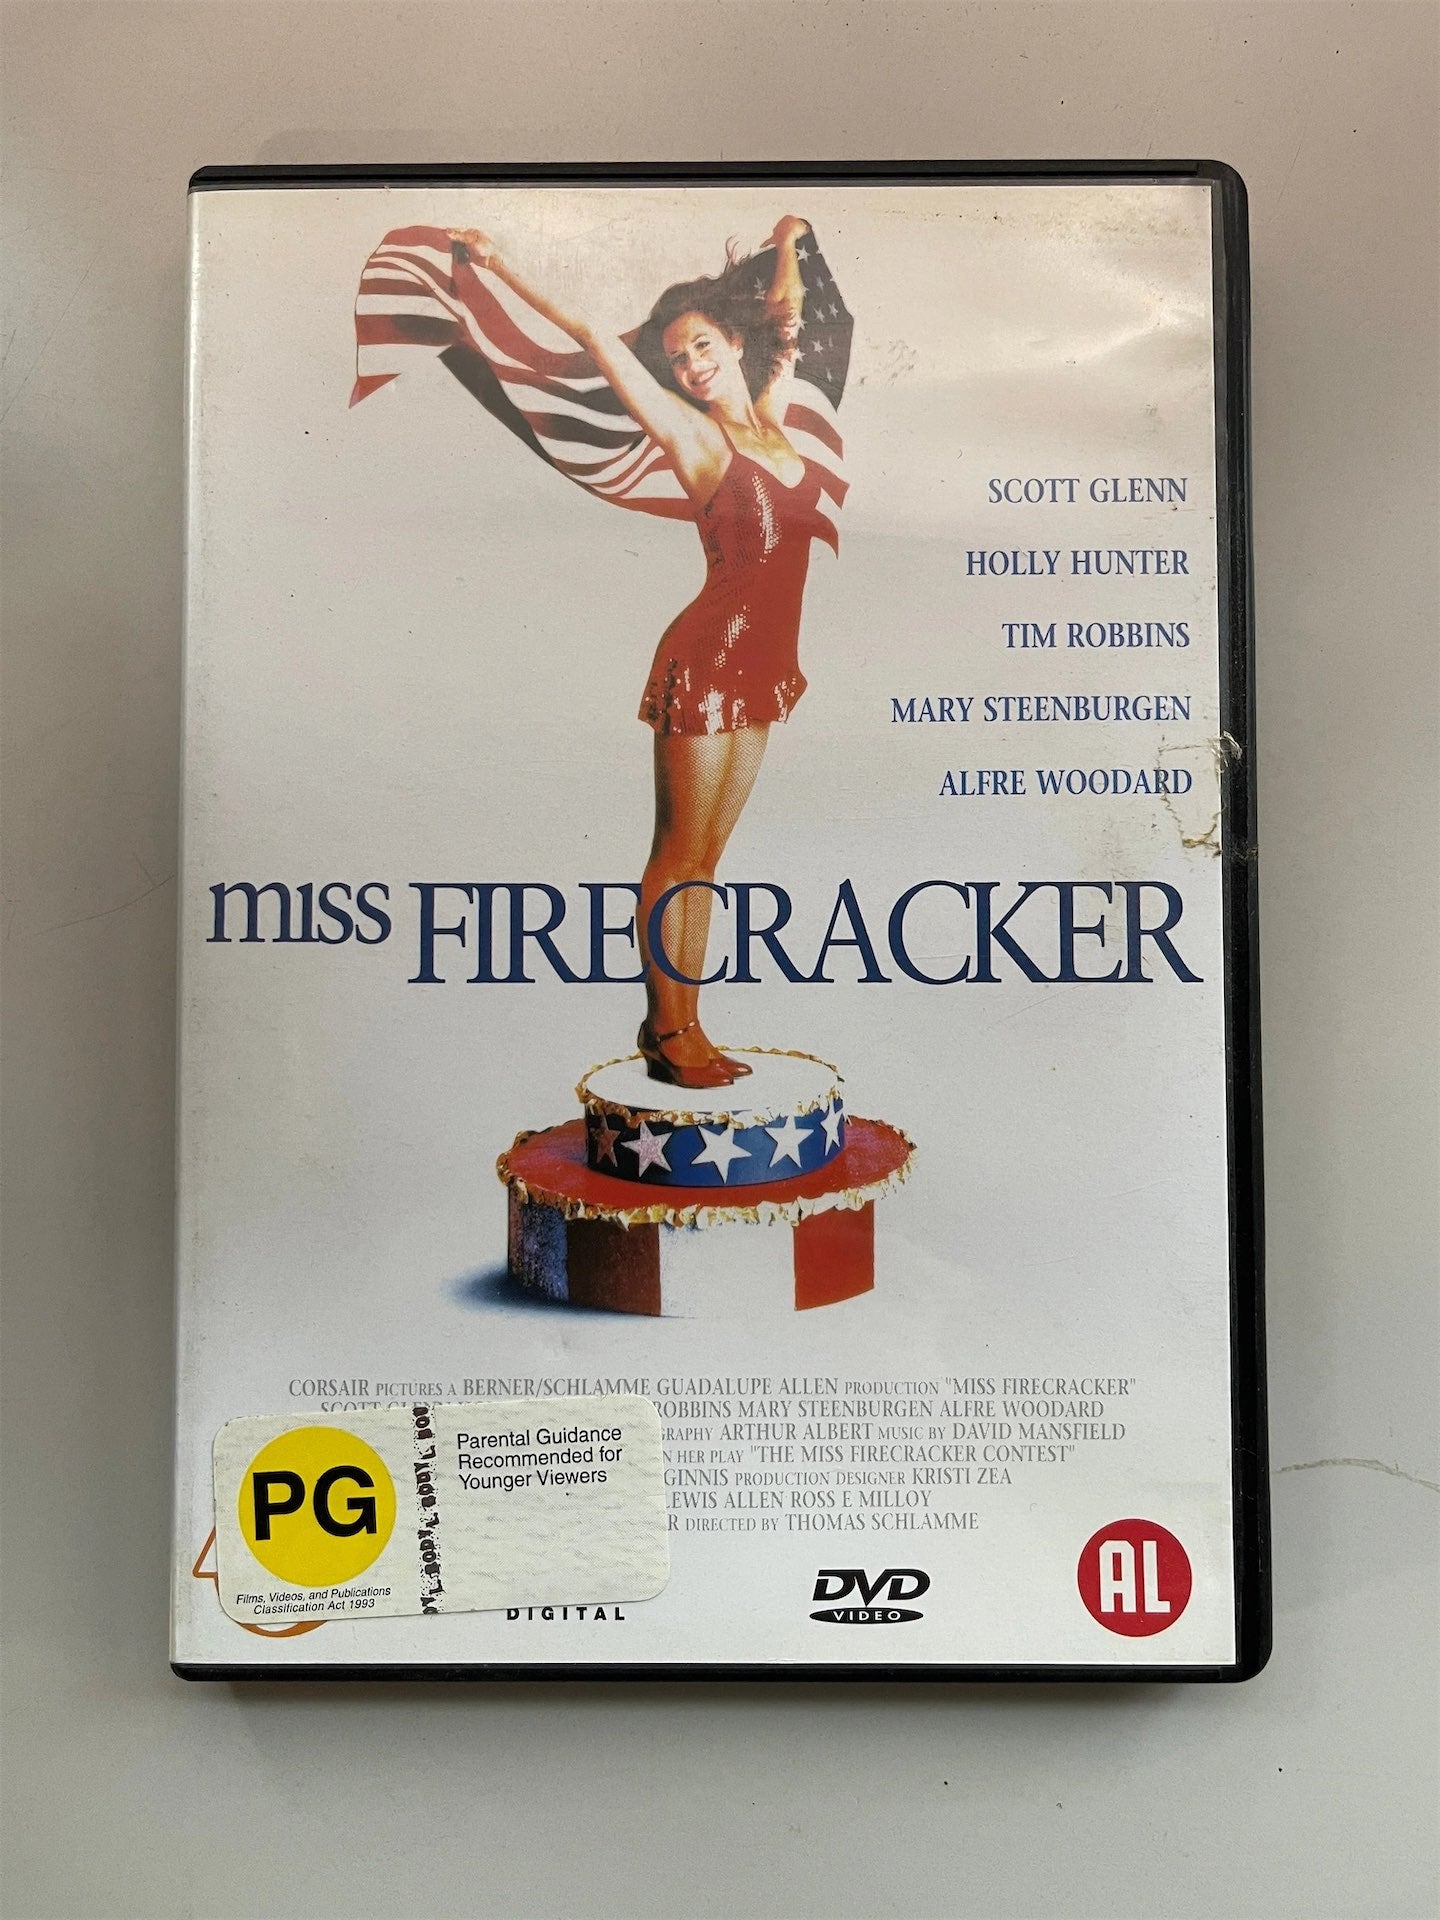 SCOTT GLENN
HOLLY HUNTER
TIM ROBBINS
MARY STEENBURGEN
ALFRE WOODARD
miss FIRECRACKER
CORSAIR PICTURES A BERNER/SCHLAMME GUADALUPE ALLEN PRODUCTION "MISS FIRECRACKER"
SCOTT GLENN ROBBINS MARY STEENBURGEN ALFRE WOODARD
ARTHUR ALBERT MUSIC BY DAVID MANSFIELD
HER PLAY "THE MISS FIRECRACKER CONTEST"
PRODUCTION DESIGNER KRISTI ZEA
ALLEN ROSS E MILLOY
DIRECTED BY THOMAS SCHLAMME
PG
Parental Guidance
Recommended for
Younger Viewers
Films, Videos, and Publications
Classification Act 1993
DIGITAL
DVD
VIDEO
AL